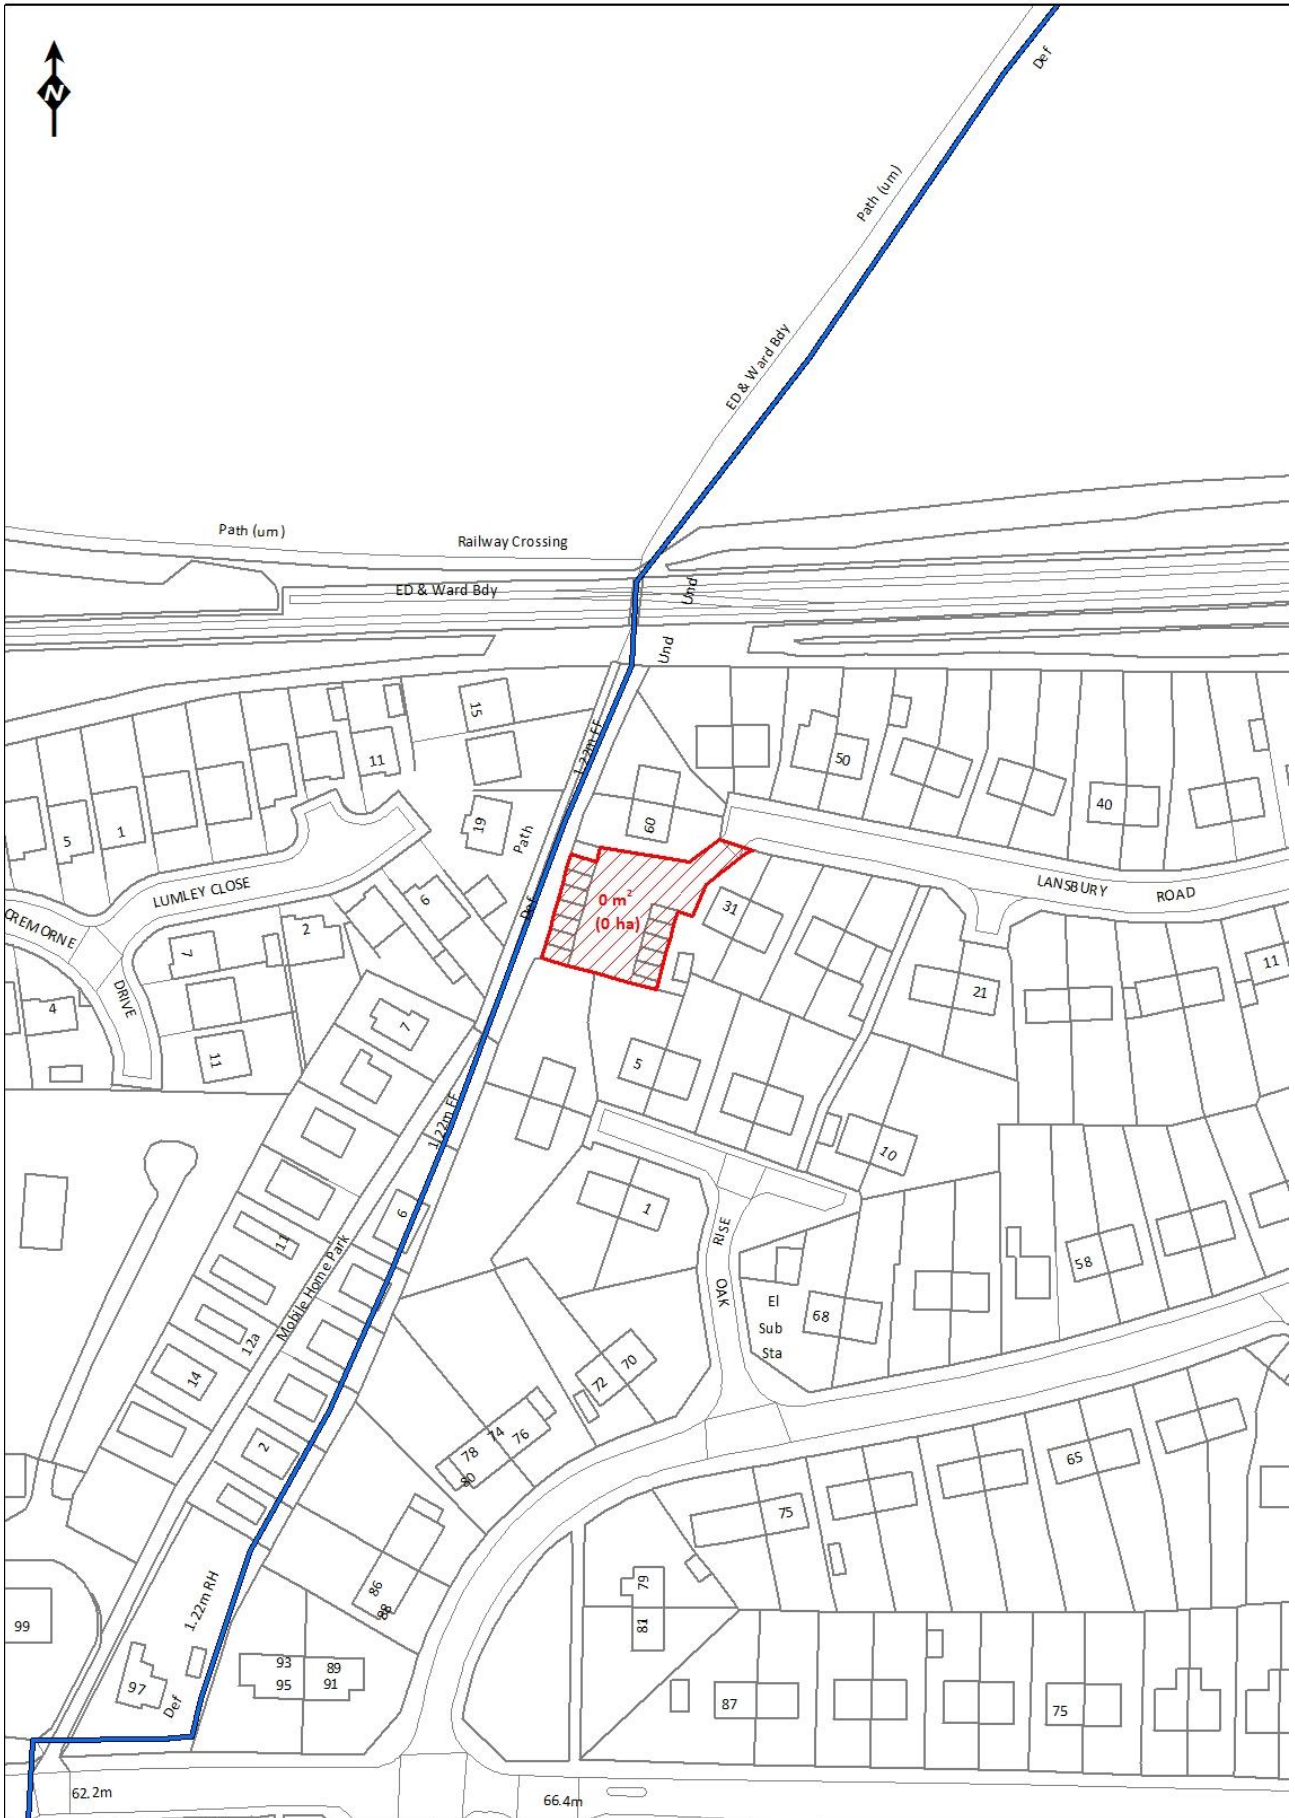 N
Def
Path (um)
ED & Ward Bdy
Path (um)
Railway Crossing
ED & Ward Bdy
Und
Und
15
1.22m FF
11
50
40
5
1
19
Path
60
LUMLEY CLOSE
6
Def
0 m²
(0 ha)
31
LANSBURY
ROAD
CREMORNE
2
7
DRIVE
4
11
7
21
11
5
1.22m FF
10
1
6
RISE
OAK
11
Mobile Home Park
12a
14
58
El
Sub
Sta
68
70
72
74
76
78
80
2
65
75
86
88
79
81
1.22m RH
99
93
89
95
91
97
Def
87
75
62.2m
66.4m